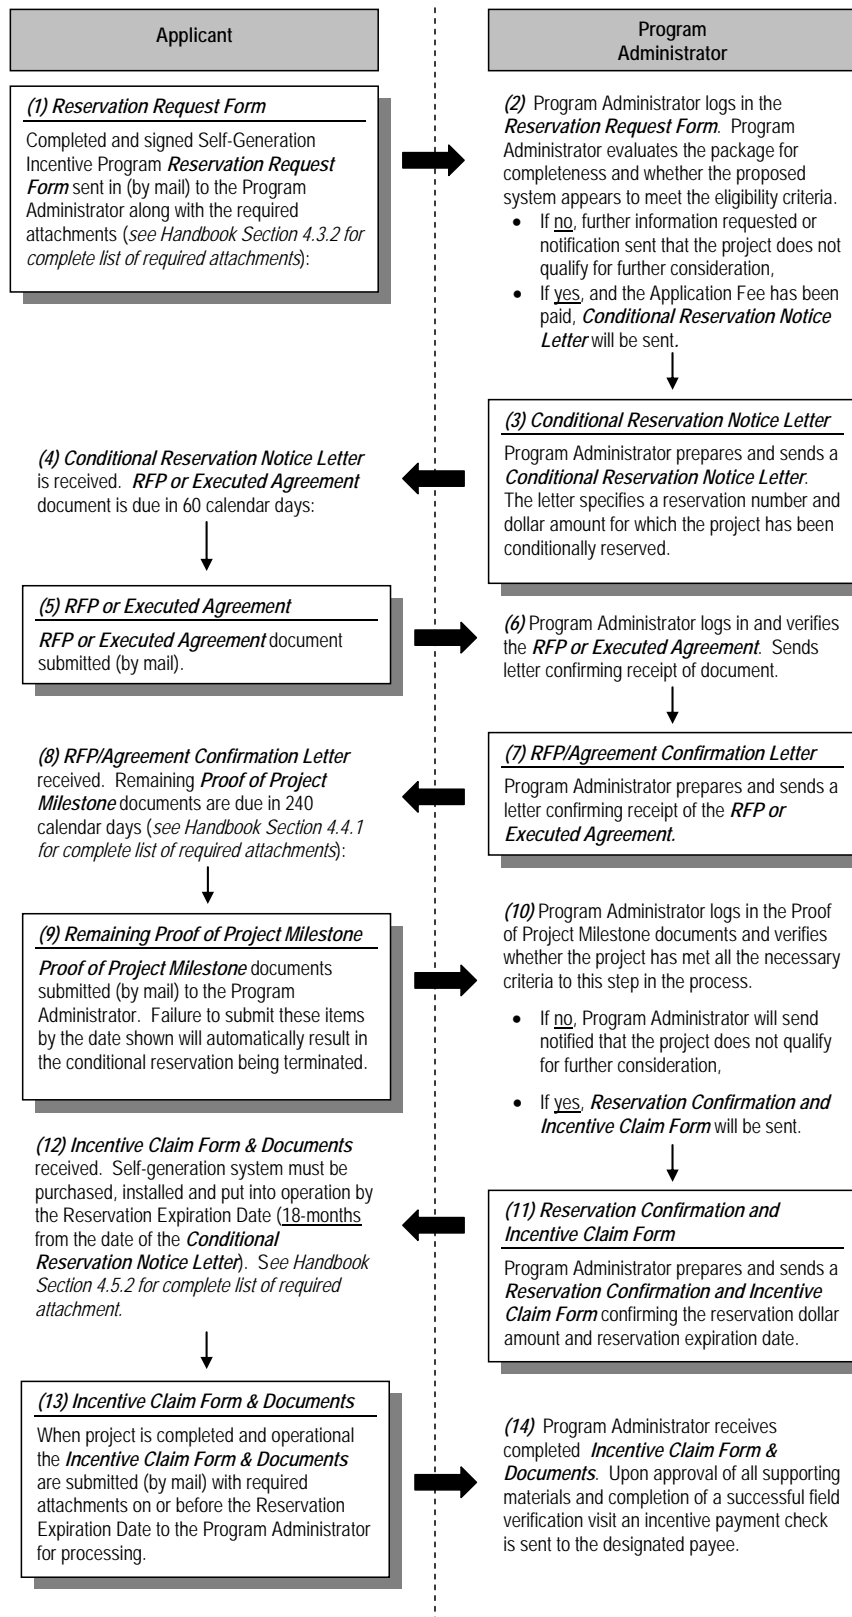 Applicant
Program
Administrator
(1) Reservation Request Form
Completed and signed Self-Generation
Incentive Program Reservation Request
Form sent in (by mail) to the Program
Administrator along with the required
attachments (see Handbook Section 4.3.2 for
complete list of required attachments):
(2) Program Administrator logs in the
Reservation Request Form. Program
Administrator evaluates the package for
completeness and whether the proposed
system appears to meet the eligibility criteria.
• If no, further information requested or
notification sent that the project does not
qualify for further consideration,
• If yes, and the Application Fee has been
paid, Conditional Reservation Notice
Letter will be sent.
(3) Conditional Reservation Notice Letter
Program Administrator prepares and sends a
Conditional Reservation Notice Letter.
The letter specifies a reservation number and
dollar amount for which the project has been
conditionally reserved.
(4) Conditional Reservation Notice Letter
is received. RFP or Executed Agreement
document is due in 60 calendar days:
(5) RFP or Executed Agreement
RFP or Executed Agreement document
submitted (by mail).
(6) Program Administrator logs in and verifies
the RFP or Executed Agreement. Sends
letter confirming receipt of document.
(7) RFP/Agreement Confirmation Letter
Program Administrator prepares and sends a
letter confirming receipt of the RFP or
Executed Agreement.
(8) RFP/Agreement Confirmation Letter
received. Remaining Proof of Project
Milestone documents are due in 240
calendar days (see Handbook Section 4.4.1
for complete list of required attachments):
(9) Remaining Proof of Project Milestone
Proof of Project Milestone documents
submitted (by mail) to the Program
Administrator. Failure to submit these items
by the date shown will automatically result in
the conditional reservation being terminated.
(10) Program Administrator logs in the Proof
of Project Milestone documents and verifies
whether the project has met all the necessary
criteria to this step in the process.
• If no, Program Administrator will send
notified that the project does not qualify
for further consideration,
• If yes, Reservation Confirmation and
Incentive Claim Form will be sent.
(11) Reservation Confirmation and
Incentive Claim Form
Program Administrator prepares and sends a
Reservation Confirmation and Incentive
Claim Form confirming the reservation dollar
amount and reservation expiration date.
(12) Incentive Claim Form & Documents
received. Self-generation system must be
purchased, installed and put into operation by
the Reservation Expiration Date (18-months
from the date of the Conditional
Reservation Notice Letter). See Handbook
Section 4.5.2 for complete list of required
attachment.
(13) Incentive Claim Form & Documents
When project is completed and operational
the Incentive Claim Form & Documents
are submitted (by mail) with required
attachments on or before the Reservation
Expiration Date to the Program Administrator
for processing.
(14) Program Administrator receives
completed Incentive Claim Form &
Documents. Upon approval of all supporting
materials and completion of a successful field
verification visit an incentive payment check
is sent to the designated payee.